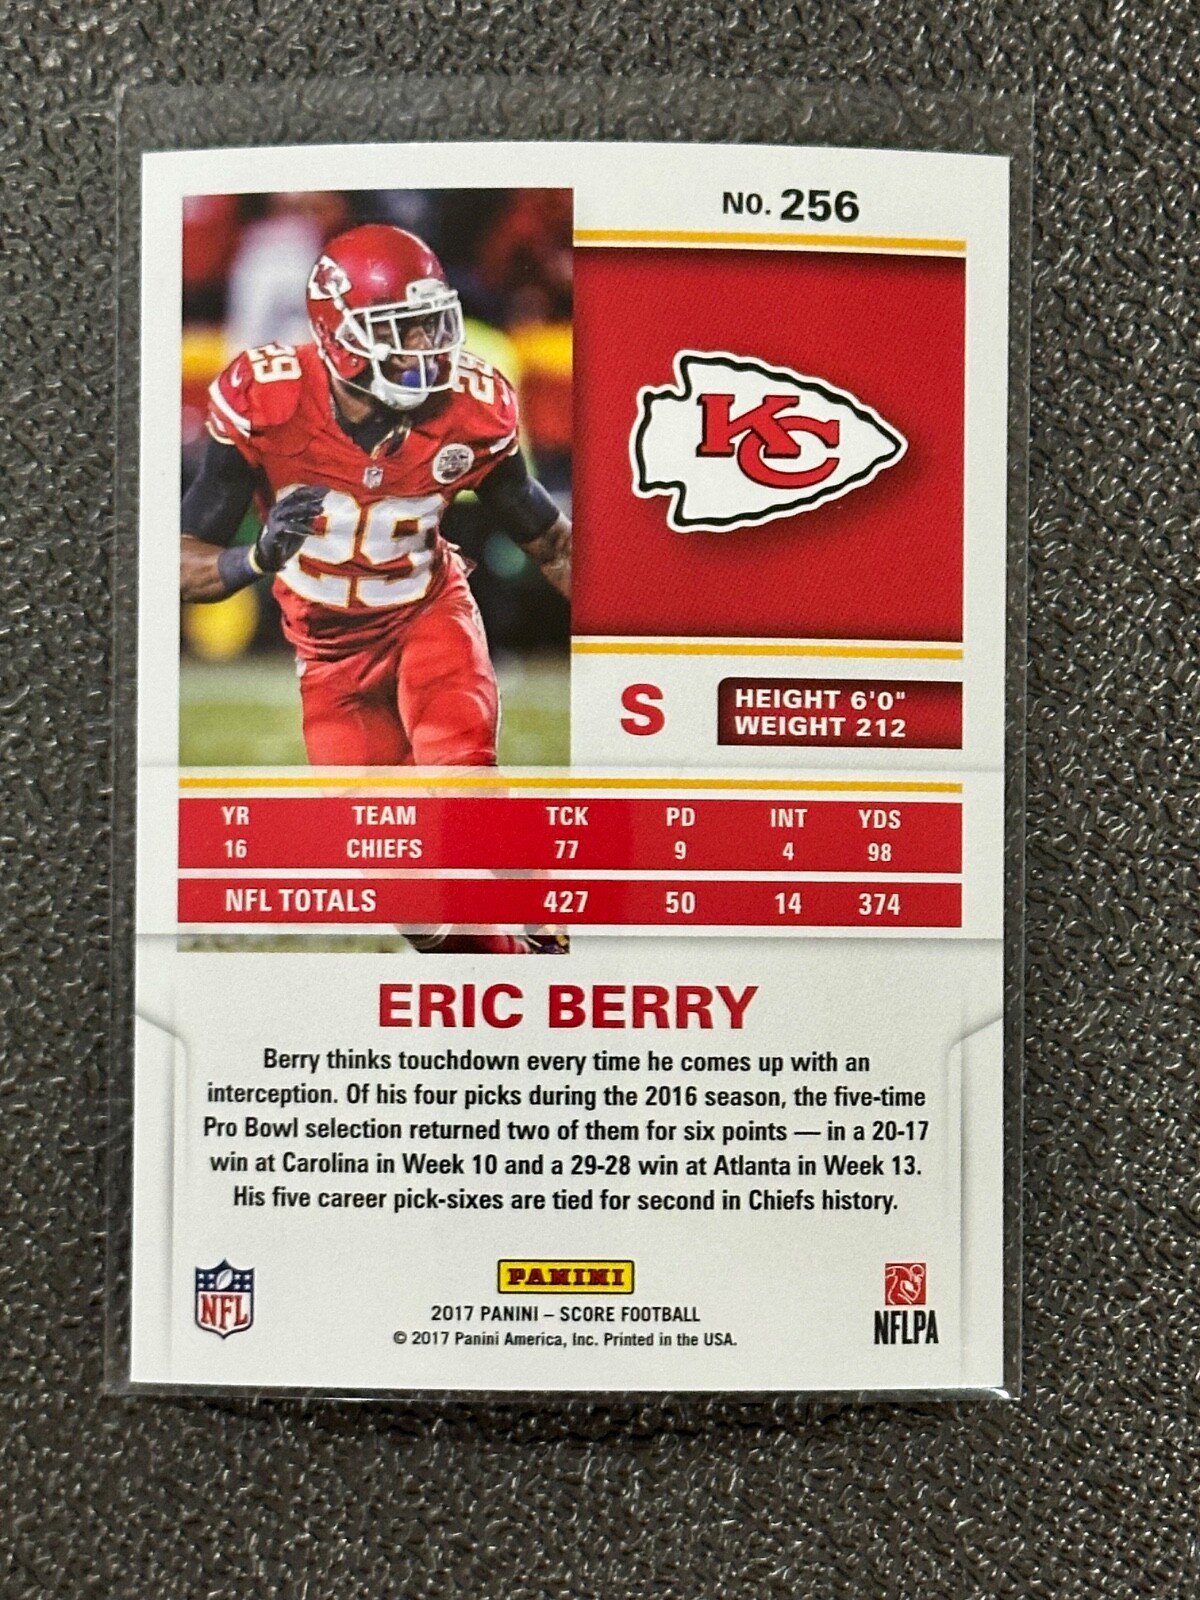 NO. 256
29
29
29
KC
S
HEIGHT 6'0"
WEIGHT 212
YR TEAM TCK PD INT YDS
16 CHIEFS 77 9 4 98
NFL TOTALS 427 50 14 374
ERIC BERRY
Berry thinks touchdown every time he comes up with an
interception. Of his four picks during the 2016 season, the five-time
Pro Bowl selection returned two of them for six points — in a 20-17
win at Carolina in Week 10 and a 29-28 win at Atlanta in Week 13.
His five career pick-sixes are tied for second in Chiefs history.
NFL
PANINI
NFLPA
2017 PANINI – SCORE FOOTBALL
© 2017 Panini America, Inc. Printed in the USA.